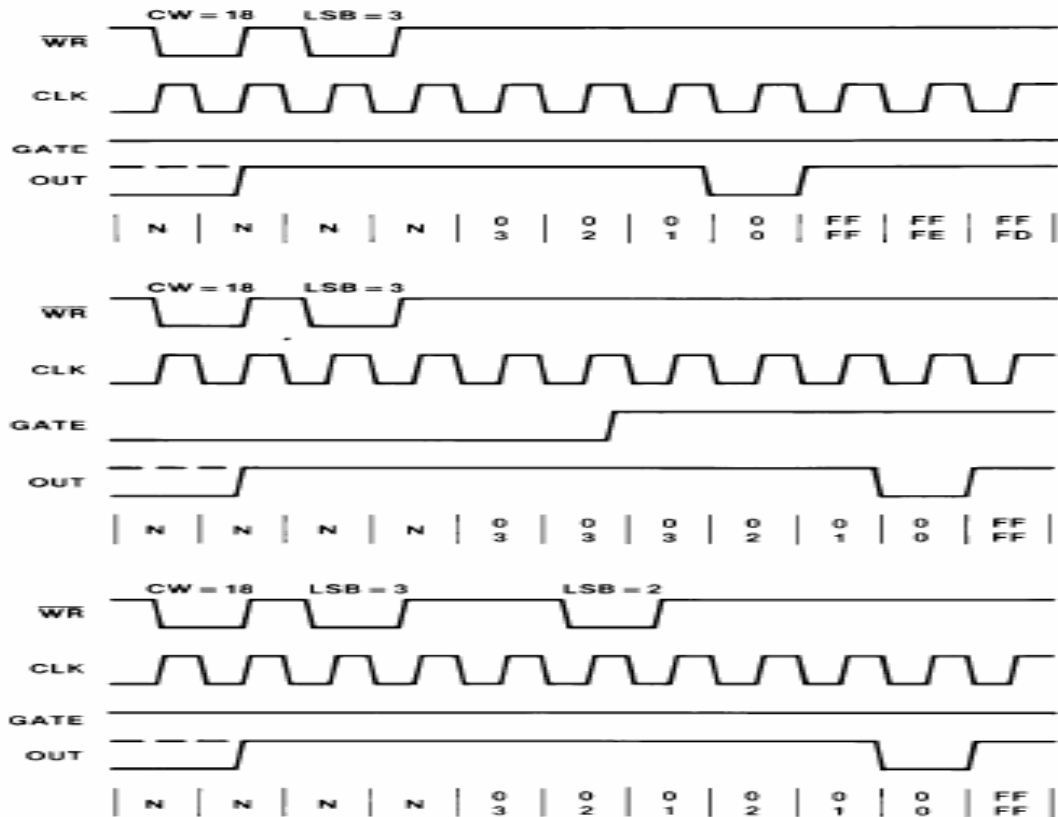 CW = 18 LSB = 3
WR
CLK
GATE
OUT
N N N N 0 0 0 0 FF FF FF
3 2 1 0 FF FE FD
CW = 18 LSB = 3
WR
CLK
GATE
OUT
N N N N 0 0 0 0 0 0 FF
3 3 3 2 1 0 FF
CW = 18 LSB = 3 LSB = 2
WR
CLK
GATE
OUT
N N N N 0 0 0 0 0 0 FF
3 2 1 2 1 0 FF